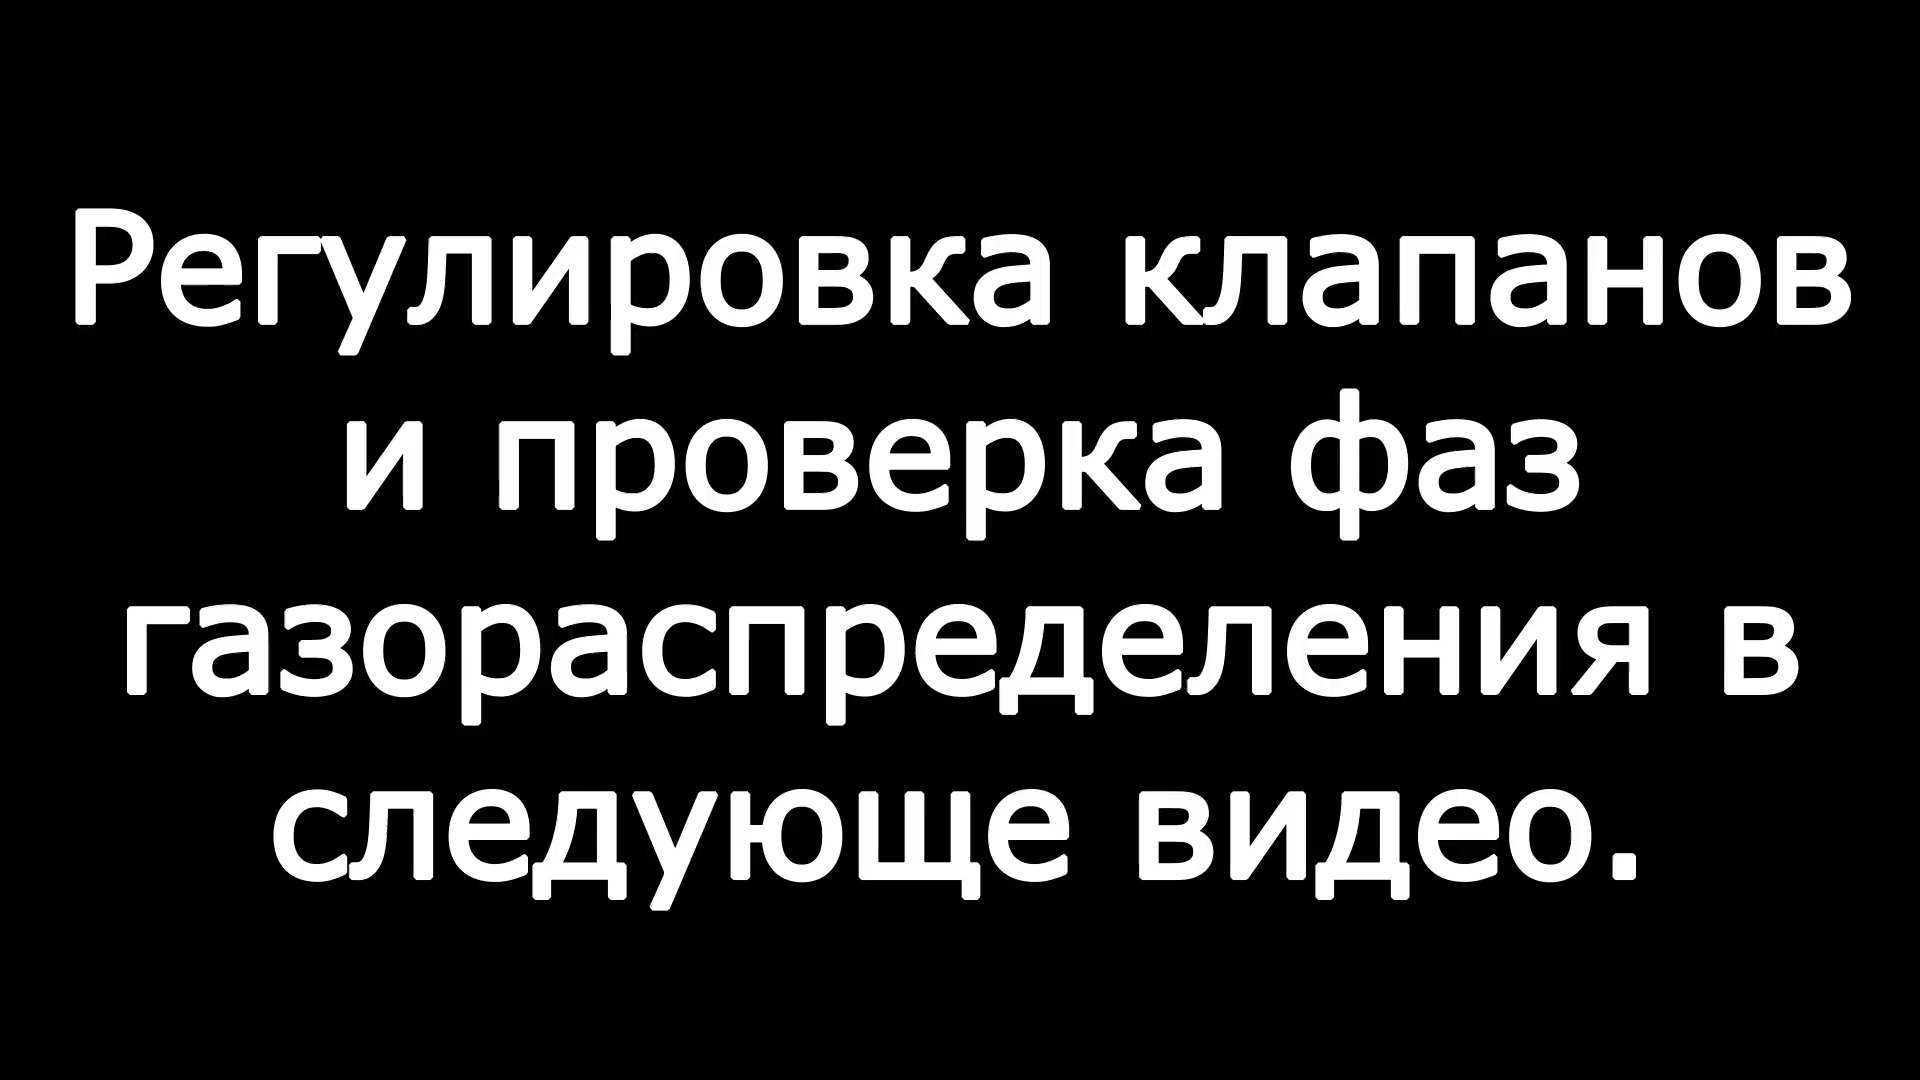 Регулировка клапанов
и проверка фаз
газораспределения в
следующе видео.